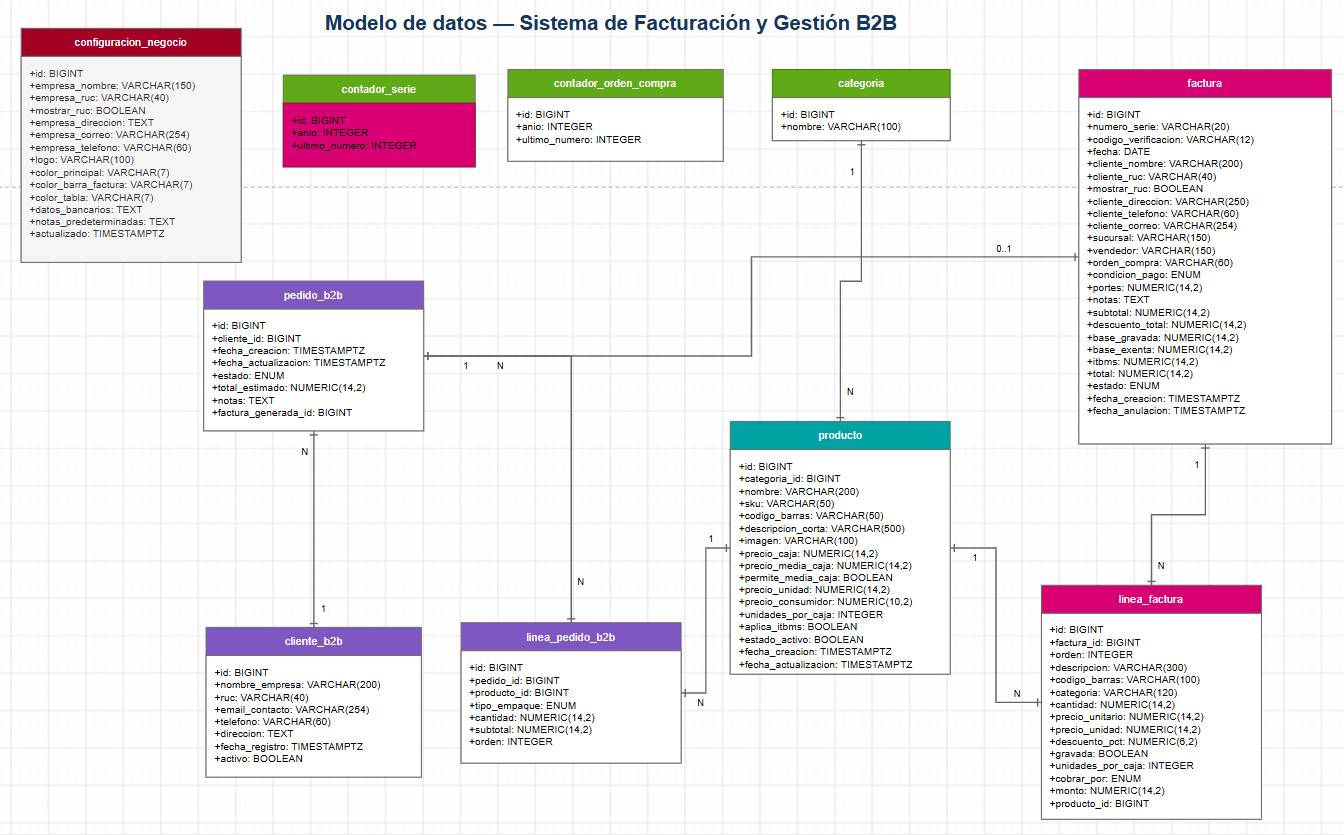 Modelo de datos — Sistema de Facturación y Gestión B2B
configuracion_negocio
+id: BIGINT
+empresa_nombre: VARCHAR(150)
+empresa_ruc: VARCHAR(40)
+mostrar_ruc: BOOLEAN
+empresa_direccion: TEXT
+empresa_correo: VARCHAR(254)
+empresa_telefono: VARCHAR(60)
+logo: VARCHAR(100)
+color_principal: VARCHAR(7)
+color_barra_factura: VARCHAR(7)
+color_tabla: VARCHAR(7)
+datos_bancarios: TEXT
+notas_predeterminadas: TEXT
+actualizado: TIMESTAMPTZ
contador_serie
+id: BIGINT
+anio: INTEGER
+ultimo_numero: INTEGER
contador_orden_compra
+id: BIGINT
+anio: INTEGER
+ultimo_numero: INTEGER
categoria
+id: BIGINT
+nombre: VARCHAR(100)
1
N
factura
+id: BIGINT
+numero_serie: VARCHAR(20)
+codigo_verificacion: VARCHAR(12)
+fecha: DATE
+cliente_nombre: VARCHAR(200)
+cliente_ruc: VARCHAR(40)
+mostrar_ruc: BOOLEAN
+cliente_direccion: VARCHAR(250)
+cliente_telefono: VARCHAR(60)
+cliente_correo: VARCHAR(254)
+sucursal: VARCHAR(150)
+vendedor: VARCHAR(150)
+orden_compra: VARCHAR(60)
+condicion_pago: ENUM
+portes: NUMERIC(14,2)
+notas: TEXT
+subtotal: NUMERIC(14,2)
+descuento_total: NUMERIC(14,2)
+base_gravada: NUMERIC(14,2)
+base_exenta: NUMERIC(14,2)
+itbms: NUMERIC(14,2)
+total: NUMERIC(14,2)
+estado: ENUM
+fecha_creacion: TIMESTAMPTZ
+fecha_anulacion: TIMESTAMPTZ
0..1
1
N
pedido_b2b
+id: BIGINT
+cliente_id: BIGINT
+fecha_creacion: TIMESTAMPTZ
+fecha_actualizacion: TIMESTAMPTZ
+estado: ENUM
+total_estimado: NUMERIC(14,2)
+notas: TEXT
+factura_generada_id: BIGINT
1
N
N
1
N
producto
+id: BIGINT
+categoria_id: BIGINT
+nombre: VARCHAR(200)
+sku: VARCHAR(50)
+codigo_barras: VARCHAR(50)
+descripcion_corta: VARCHAR(500)
+imagen: VARCHAR(100)
+precio_caja: NUMERIC(14,2)
+precio_media_caja: NUMERIC(14,2)
+permite_media_caja: BOOLEAN
+precio_unidad: NUMERIC(14,2)
+precio_consumidor: NUMERIC(10,2)
+unidades_por_caja: INTEGER
+aplica_itbms: BOOLEAN
+estado_activo: BOOLEAN
+fecha_creacion: TIMESTAMPTZ
+fecha_actualizacion: TIMESTAMPTZ
1
N
1
N
cliente_b2b
+id: BIGINT
+nombre_empresa: VARCHAR(200)
+ruc: VARCHAR(40)
+email_contacto: VARCHAR(254)
+telefono: VARCHAR(60)
+direccion: TEXT
+fecha_registro: TIMESTAMPTZ
+activo: BOOLEAN
linea_pedido_b2b
+id: BIGINT
+pedido_id: BIGINT
+producto_id: BIGINT
+tipo_empaque: ENUM
+cantidad: NUMERIC(14,2)
+subtotal: NUMERIC(14,2)
+orden: INTEGER
linea_factura
+id: BIGINT
+factura_id: BIGINT
+orden: INTEGER
+descripcion: VARCHAR(300)
+codigo_barras: VARCHAR(100)
+categoria: VARCHAR(120)
+cantidad: NUMERIC(14,2)
+precio_unitario: NUMERIC(14,2)
+precio_unidad: NUMERIC(14,2)
+descuento_pct: NUMERIC(6,2)
+gravada: BOOLEAN
+unidades_por_caja: INTEGER
+cobrar_por: ENUM
+monto: NUMERIC(14,2)
+producto_id: BIGINT